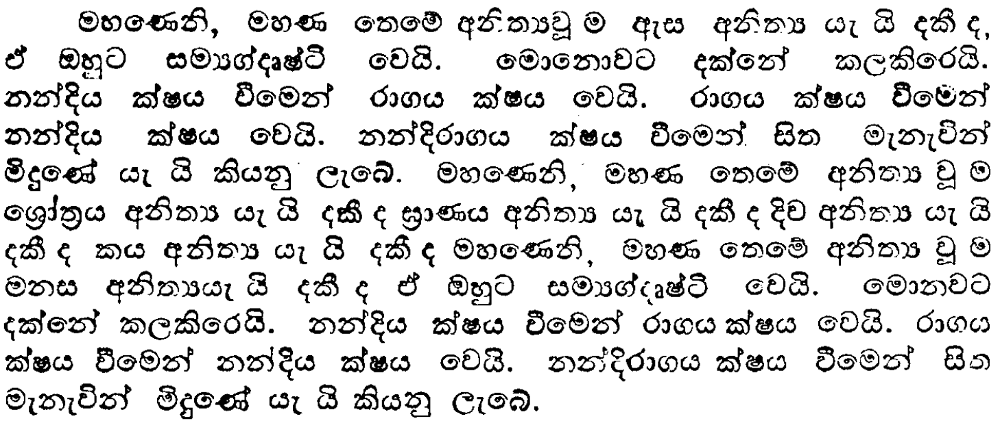 මහණෙනි, මහණ තෙමේ අනිත්‍යවූ ම ඇස අනිත්‍ය යැ යි දකී ද,
ඒ ඔහුට සම්‍යග්දෘෂ්ටි වෙයි. මොනොවට දක්නේ කලකිරෙයි.
නන්දිය ක්ෂය වීමෙන් රාගය ක්ෂය වෙයි. රාගය ක්ෂය වීමෙන්
නන්දිය ක්ෂය වෙයි. නන්දිරාගය ක්ෂය වීමෙන් සිත මැනැවින්
මිදුණේ යැ යි කියනු ලැබේ. මහණෙනි, මහණ තෙමේ අනිත්‍ය වූ ම
ශ්‍රෝත්‍රය අනිත්‍ය යැ යි දකී ද ඝ්‍රාණය අනිත්‍ය යැ යි දකී ද දිව අනිත්‍ය යැ යි
දකී ද කය අනිත්‍ය යැ යි දකී ද මහණෙනි, මහණ තෙමේ අනිත්‍ය වූ ම
මනස අනිත්‍යයැ යි දකී ද ඒ ඔහුට සම්‍යග්දෘෂ්ටි වෙයි. මොනවට
දක්නේ කලකිරෙයි. නන්දිය ක්ෂය වීමෙන් රාගය ක්ෂය වෙයි. රාගය
ක්ෂය වීමෙන් නන්දිය ක්ෂය වෙයි. නන්දිරාගය ක්ෂය වීමෙන් සිත
මැනැවින් මිදුණේ යැ යි කියනු ලැබේ.